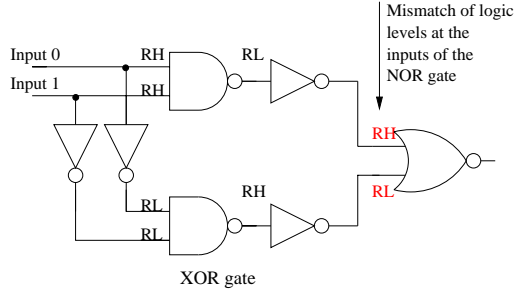 Mismatch of logic
levels at the
inputs of the
NOR gate
Input 0
RH
RL
Input 1
RH
RH
RL
RH
RL
RL
XOR gate